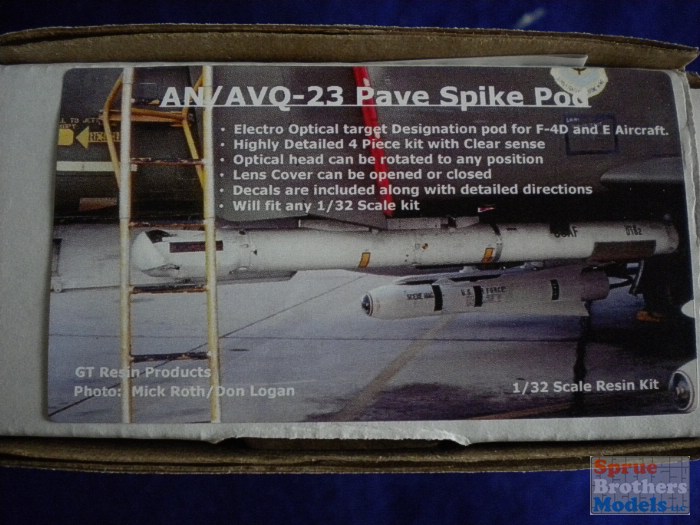 AN/AVQ-23 Pave Spike Pod
• Electro Optical target Designation pod for F-4D and E Aircraft.
• Highly Detailed 4 Piece kit with Clear sense
• Optical head can be rotated to any position
• Lens Cover can be opened or closed
• Decals are included along with detailed directions
• Will fit any 1/32 Scale kit
GT Resin Products
Photo: Mick Roth/Don Logan
1/32 Scale Resin Kit
Sprue
Brothers
Models LLC